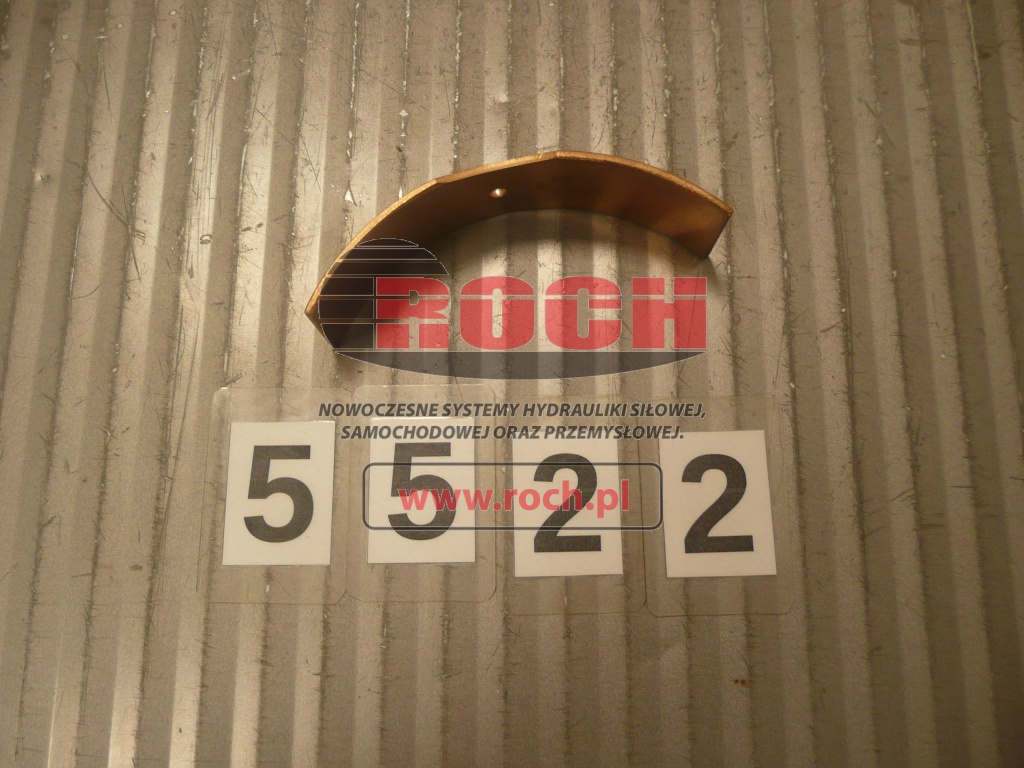 ROCH
NOWOCZESNE SYSTEMY HYDRAULIKI SIŁOWEJ,
SAMOCHODOWEJ ORAZ PRZEMYSŁOWEJ.
www.roch.pl
5 5 2 2